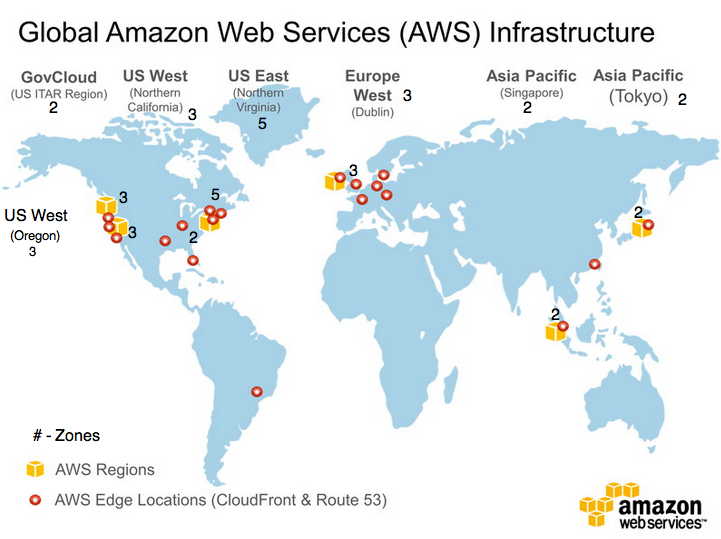 Global Amazon Web Services (AWS) Infrastructure
GovCloud
(US ITAR Region)
2
US West
(Northern
California) 3
US East
(Northern
Virginia)
5
Europe
West 3
(Dublin)
Asia Pacific
(Singapore)
2
Asia Pacific
(Tokyo) 2
US West
(Oregon)
3
3
3
5
2
3
2
2
# - Zones
AWS Regions
AWS Edge Locations (CloudFront & Route 53)
amazon
web services™